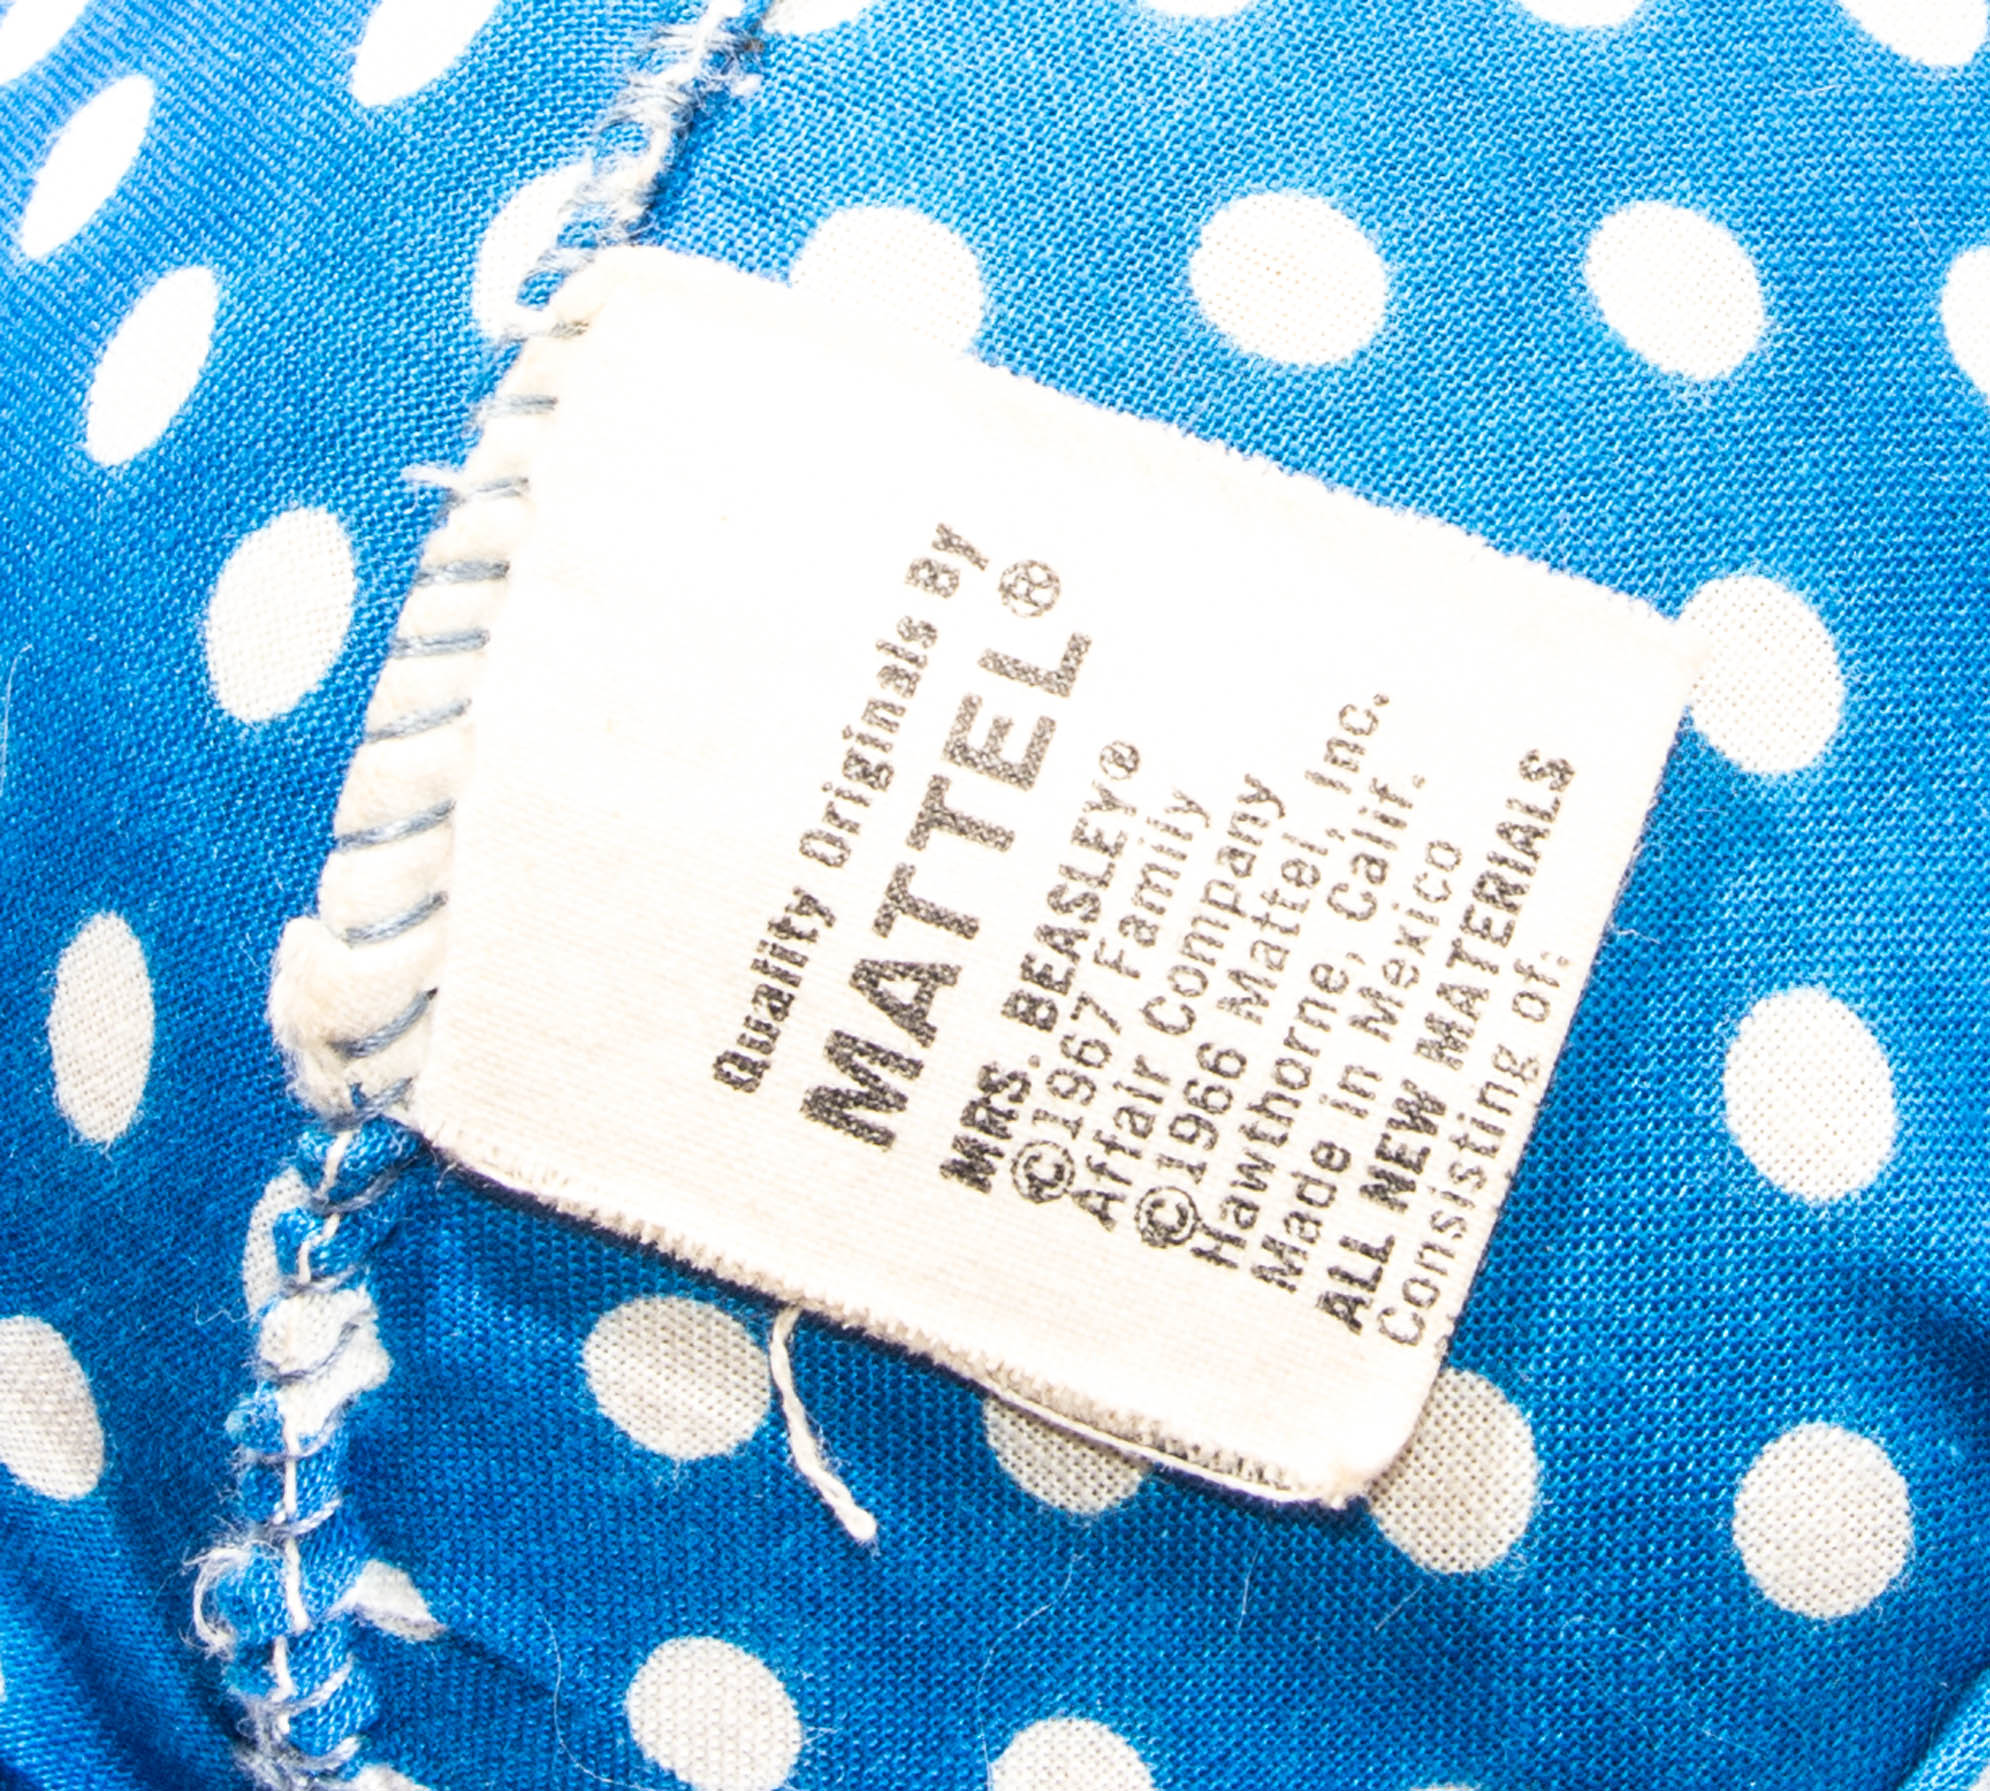 Quality Originals By
MATTEL®
MRS. BEASLEY®
©1967 Family
Affair Company
©1966 Mattel, Inc.
Hawthorne, Calif.
Made in Mexico
ALL NEW MATERIALS
Consisting of: